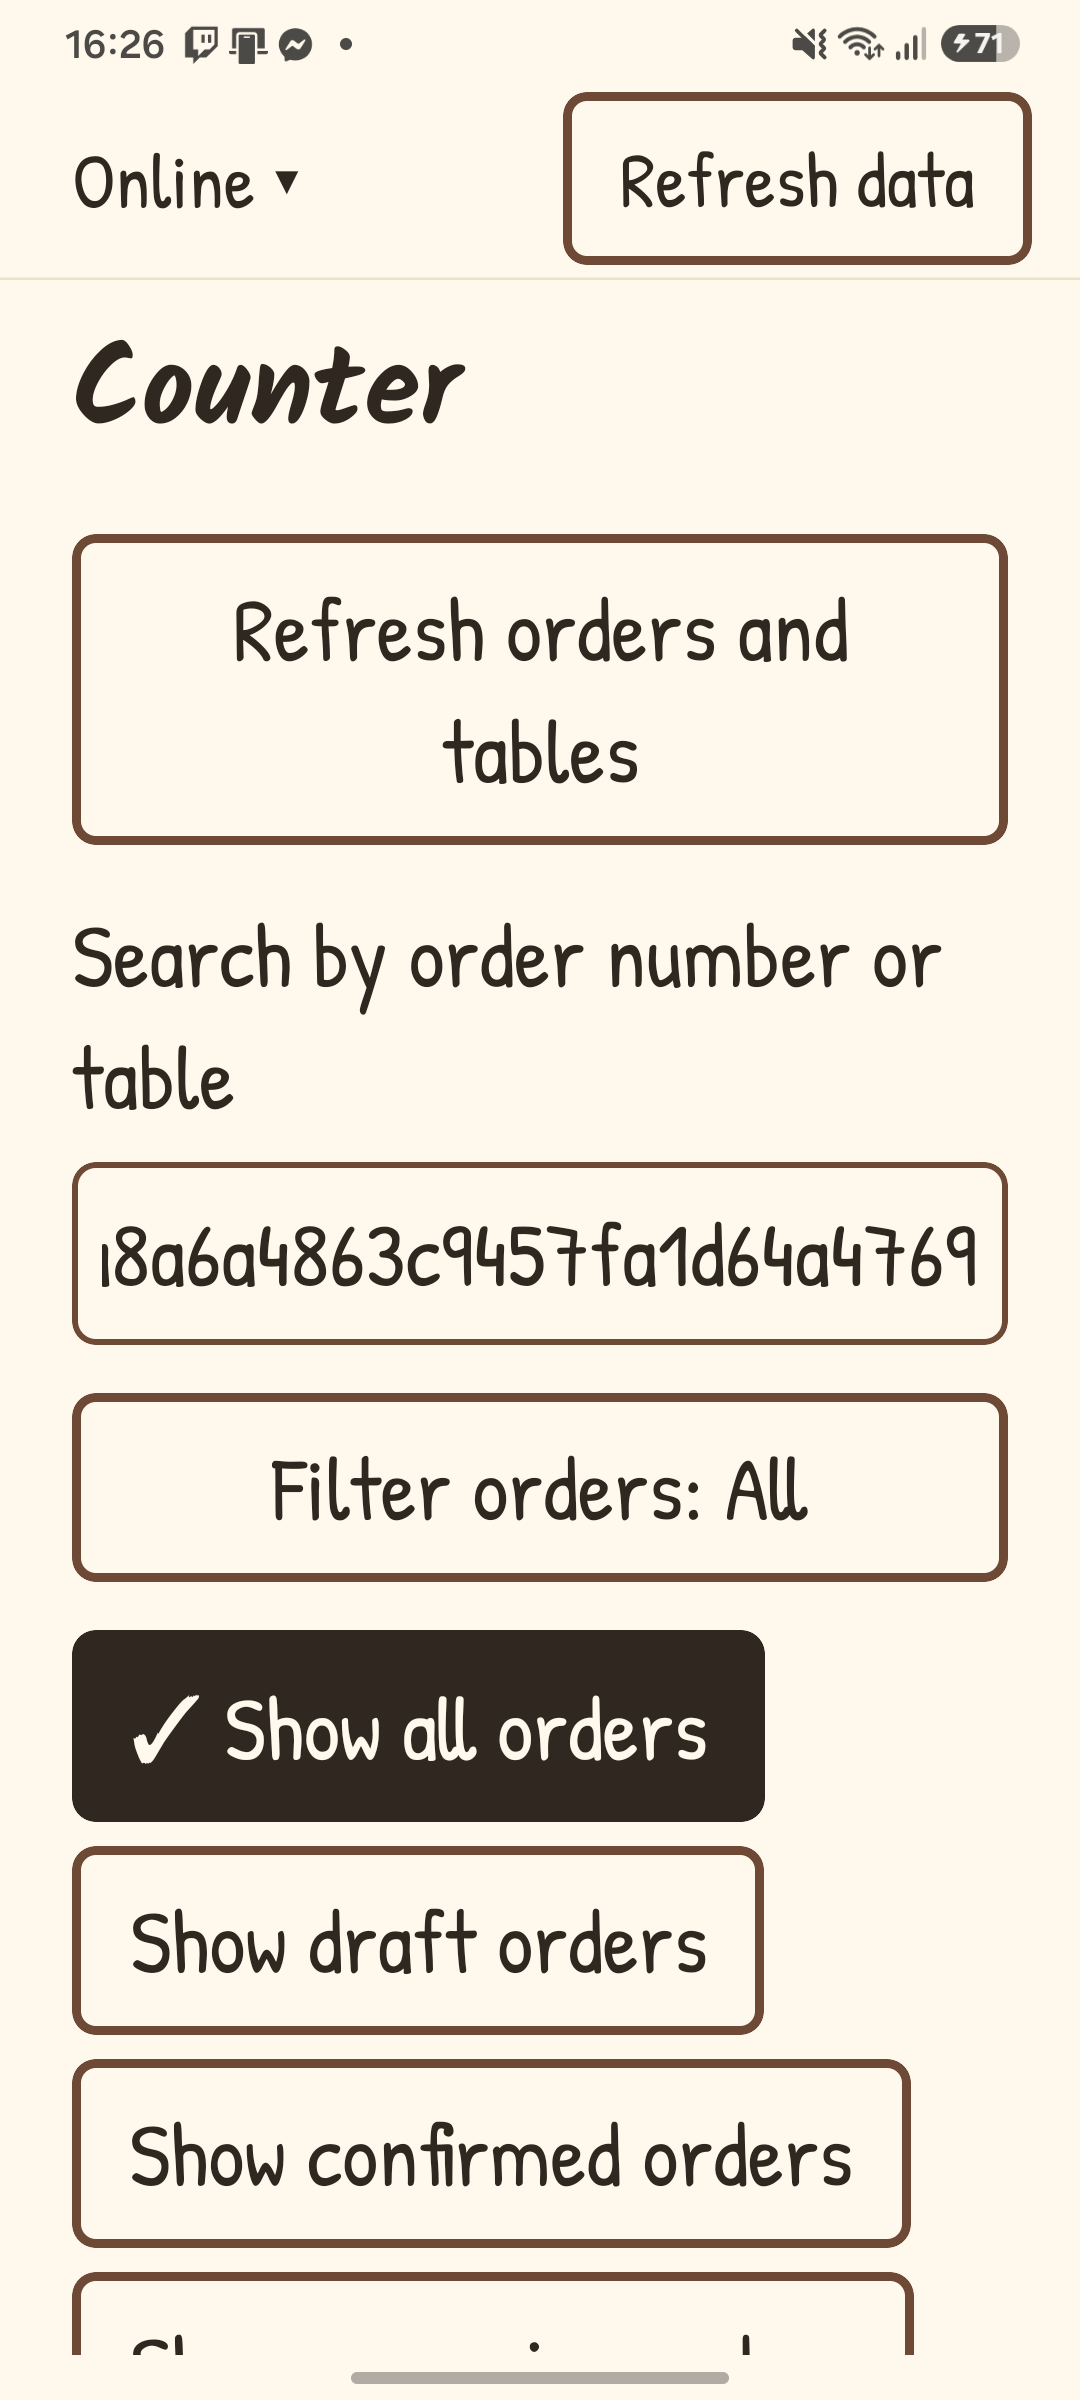 16:26
71
Online ▼
Refresh data
Counter
Refresh orders and
tables
Search by order number or
table
8a6a4863c9457fa1d64a4769
Filter orders: All
✓ Show all orders
Show draft orders
Show confirmed orders